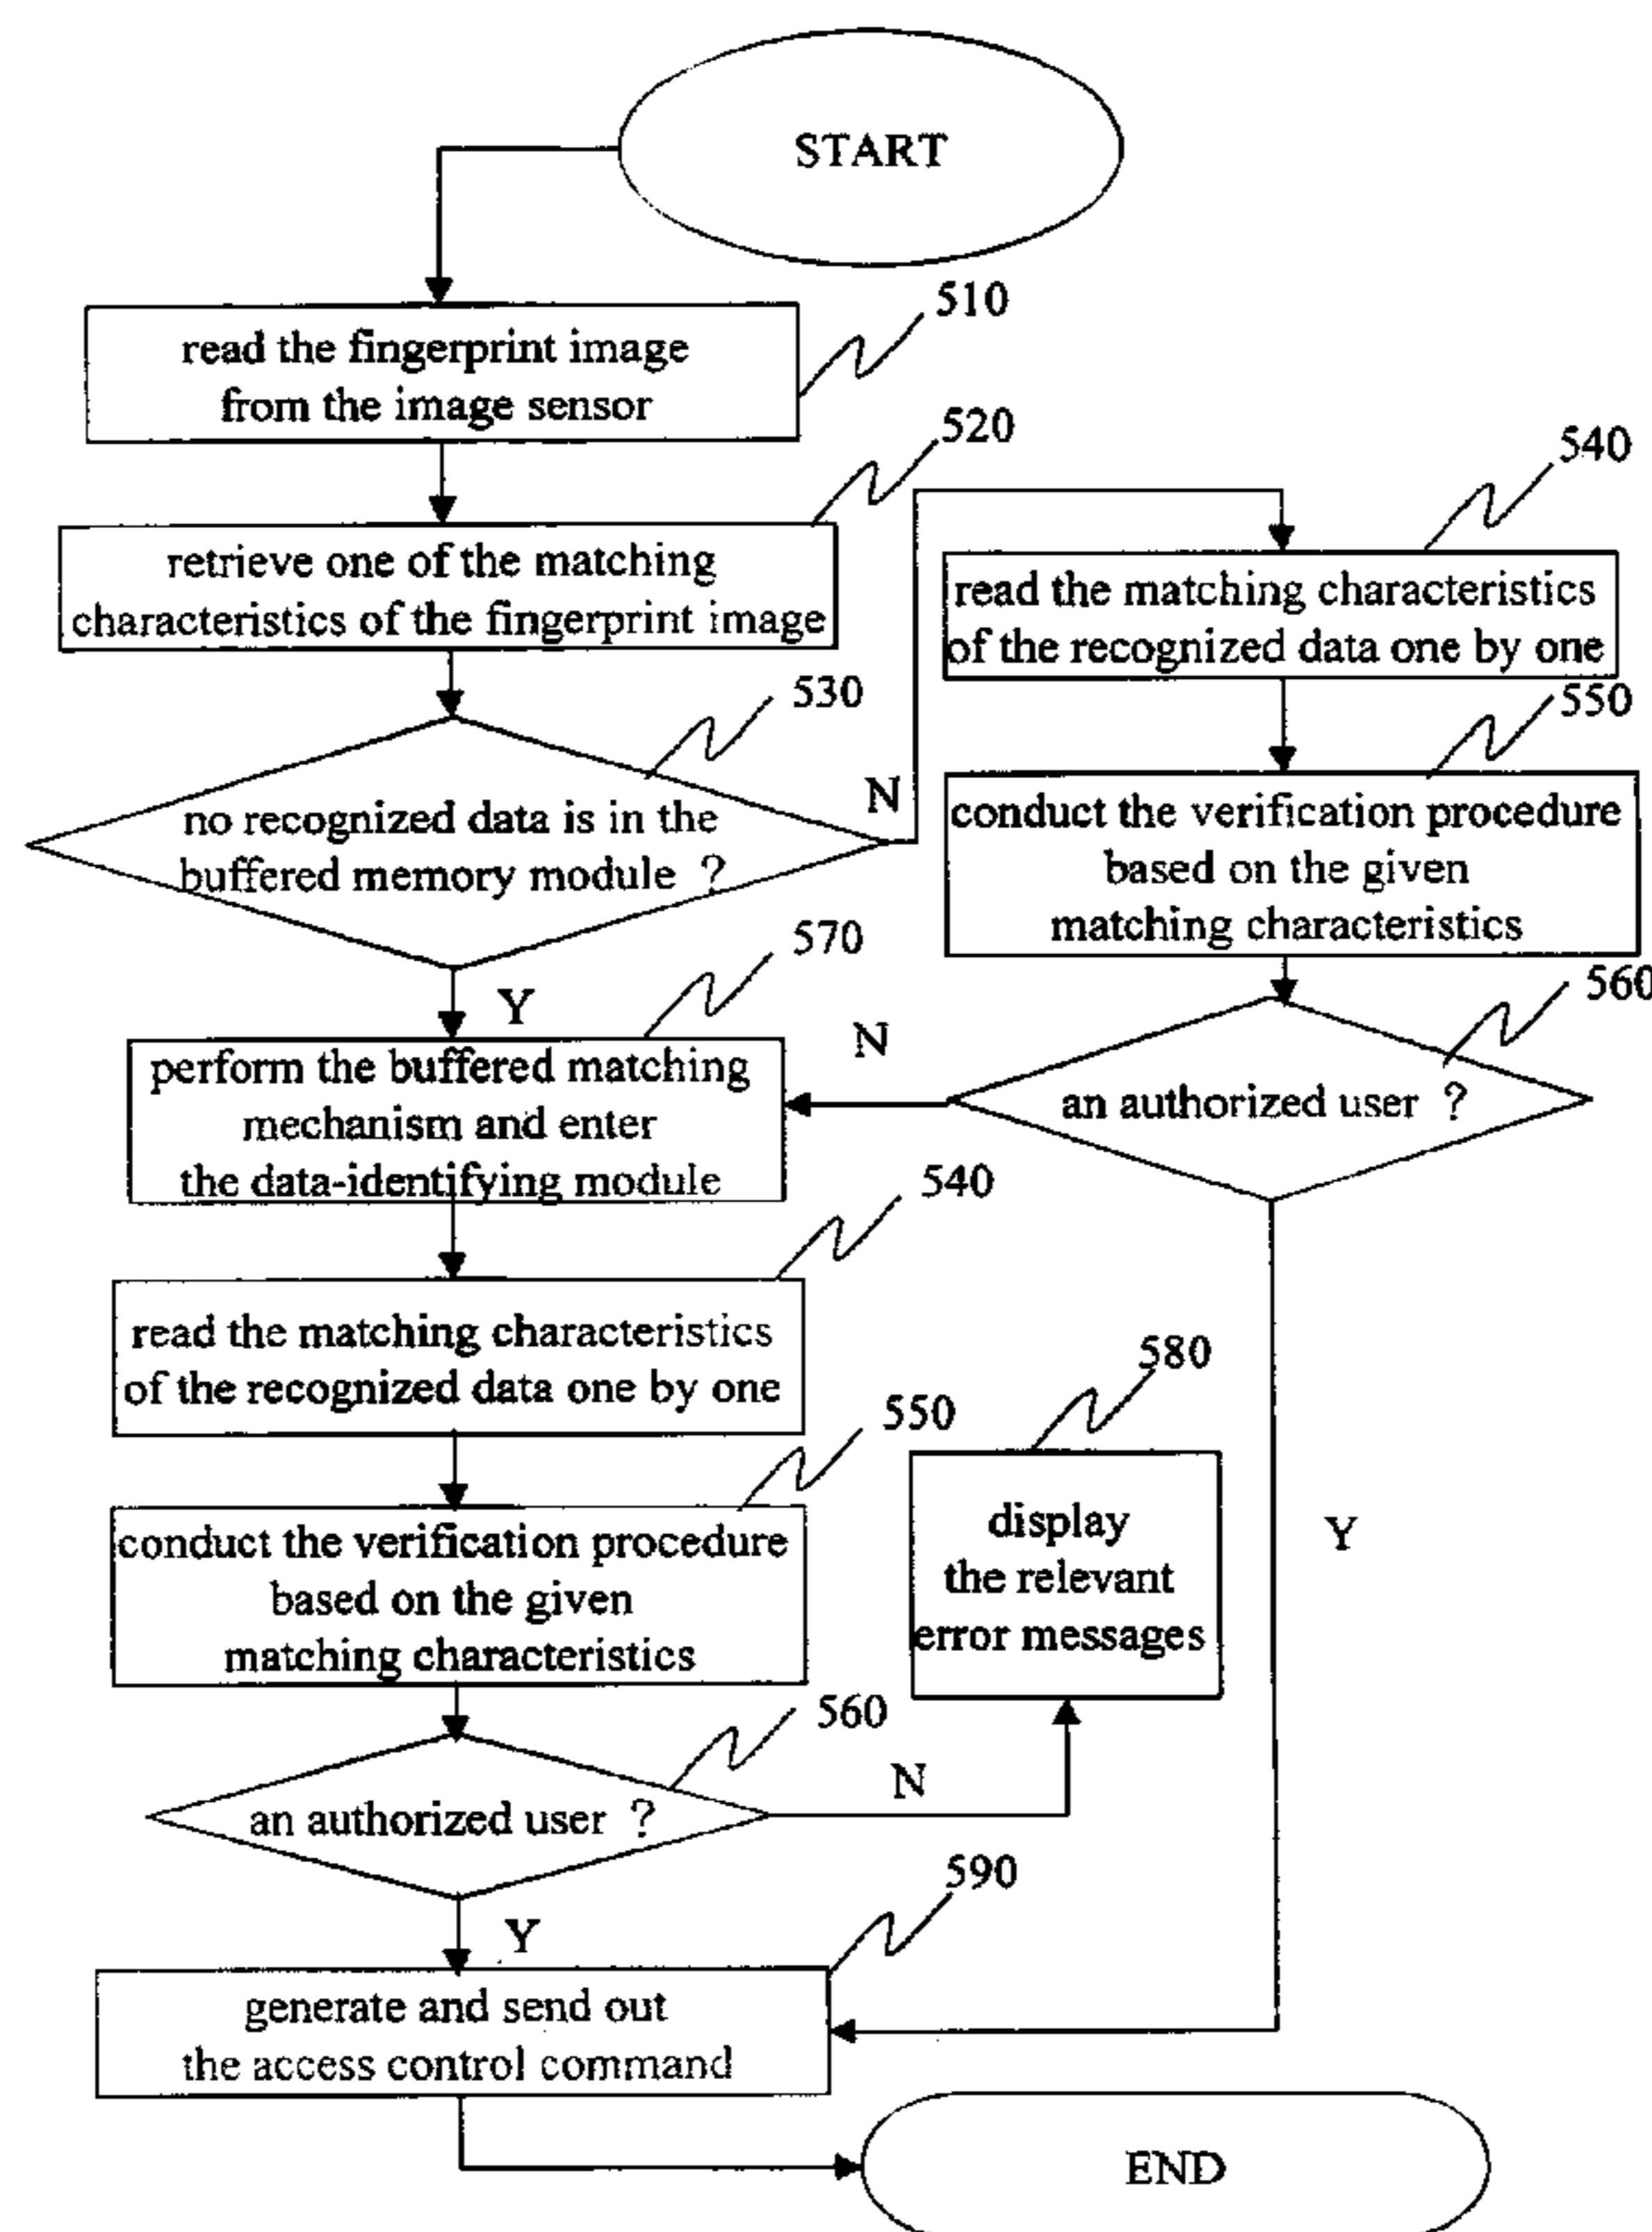 START
510
read the fingerprint image
from the image sensor
520
retrieve one of the matching
characteristics of the fingerprint image
530
no recognized data is in the
buffered memory module ?
N
540
read the matching characteristics
of the recognized data one by one
550
conduct the verification procedure
based on the given
matching characteristics
560
an authorized user ?
N
Y
Y
570
perform the buffered matching
mechanism and enter
the data-identifying module
540
read the matching characteristics
of the recognized data one by one
550
conduct the verification procedure
based on the given
matching characteristics
560
an authorized user ?
N
580
display
the relevant
error messages
Y
590
generate and send out
the access control command
END